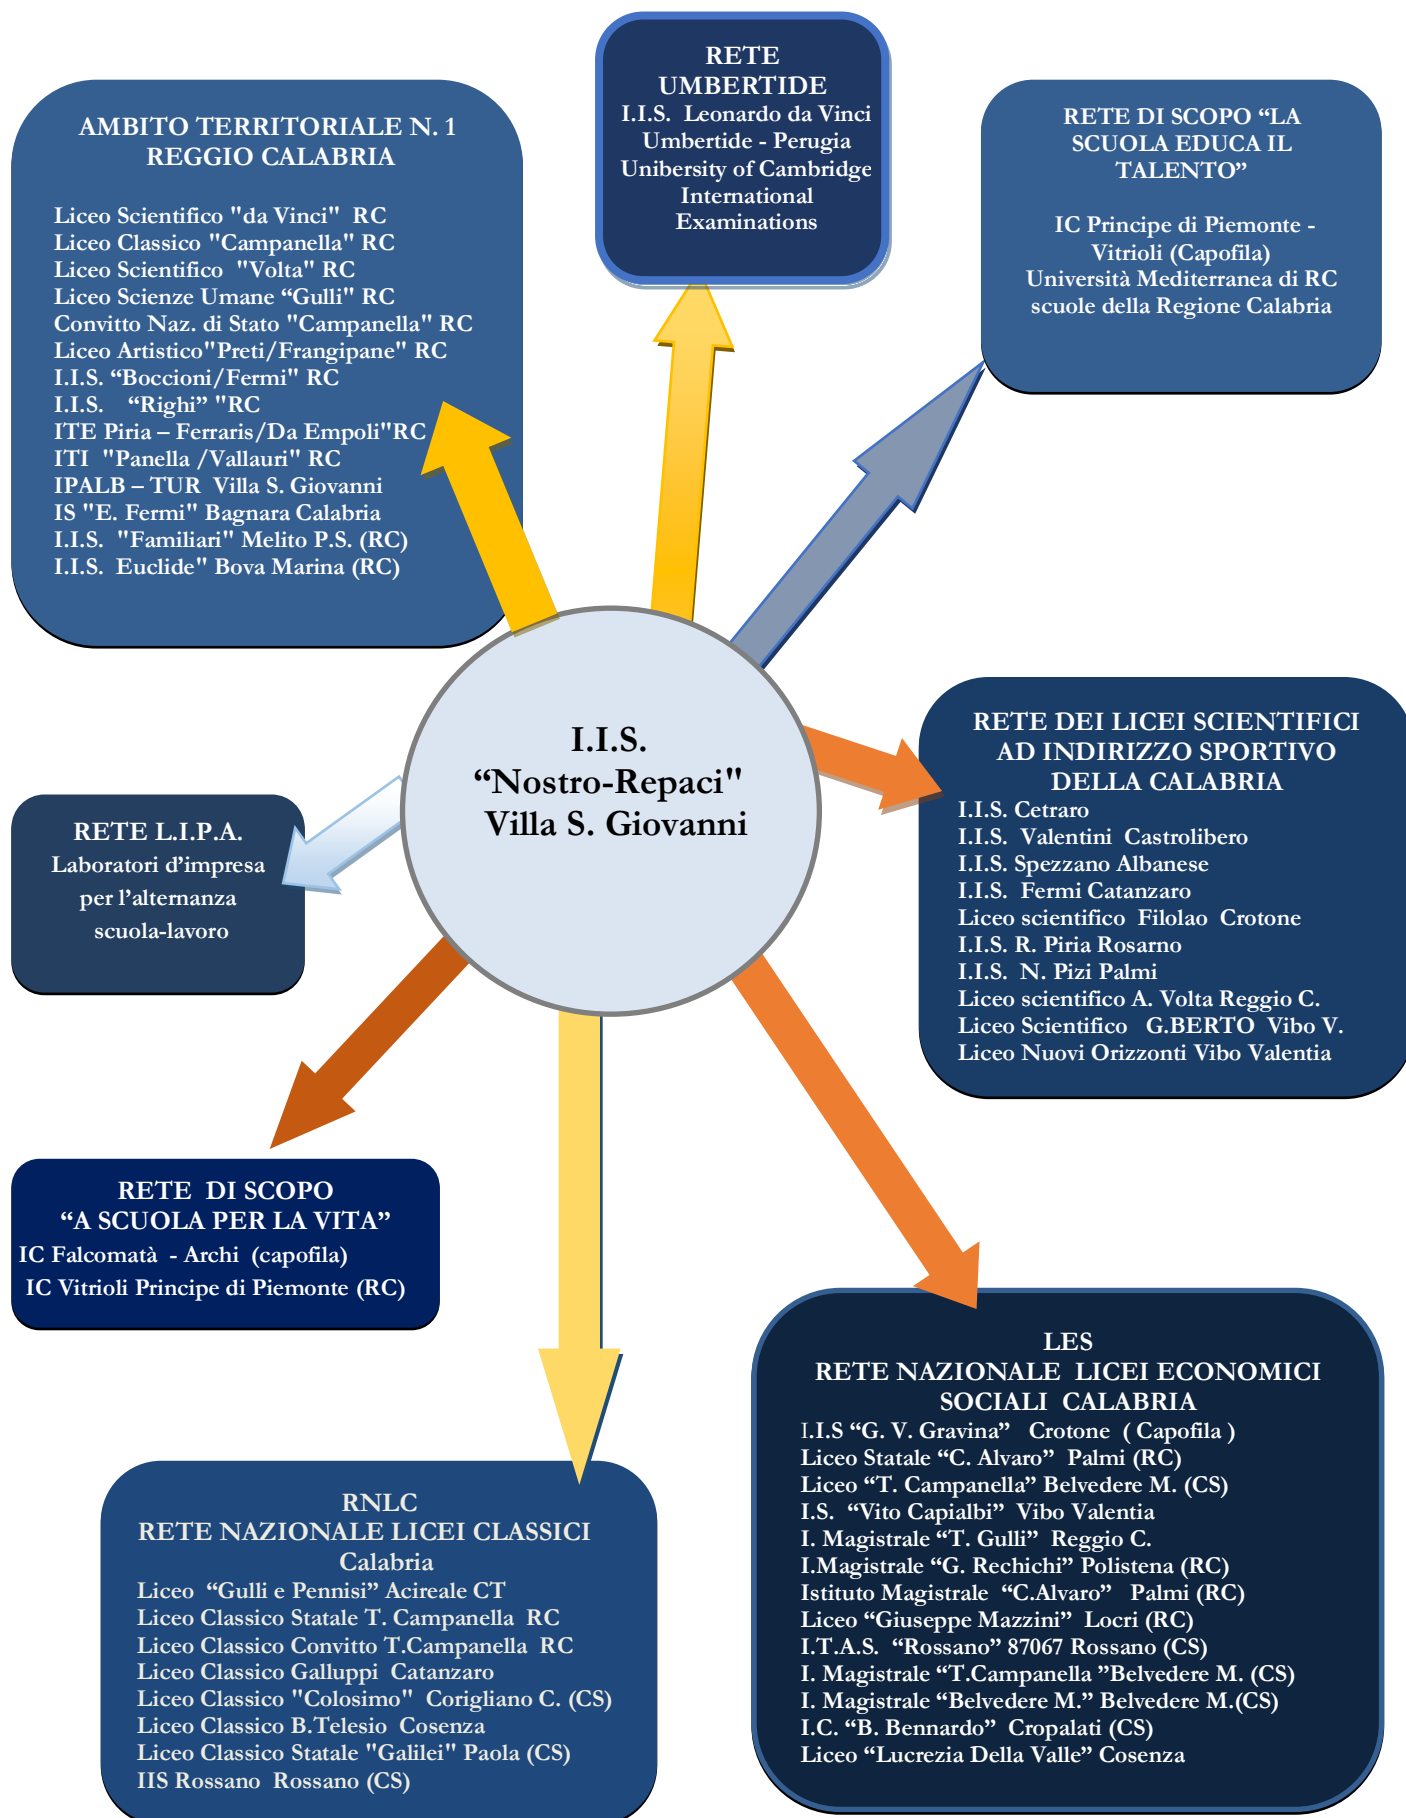 RETE
UMBERTIDE
I.I.S. Leonardo da Vinci
Umbertide - Perugia
Unibersity of Cambridge
International
Examinations
AMBITO TERRITORIALE N. 1
REGGIO CALABRIA
Liceo Scientifico "da Vinci" RC
Liceo Classico "Campanella" RC
Liceo Scientifico "Volta" RC
Liceo Scienze Umane “Gulli” RC
Convitto Naz. di Stato "Campanella" RC
Liceo Artistico"Preti/Frangipane" RC
I.I.S. “Boccioni/Fermi” RC
I.I.S. “Righi” "RC
ITE Piria – Ferraris/Da Empoli"RC
ITI "Panella /Vallauri" RC
IPALB – TUR Villa S. Giovanni
IS "E. Fermi" Bagnara Calabria
I.I.S. "Familiari" Melito P.S. (RC)
I.I.S. Euclide" Bova Marina (RC)
RETE DI SCOPO “LA
SCUOLA EDUCA IL
TALENTO”
IC Principe di Piemonte -
Vitrioli (Capofila)
Università Mediterranea di RC
scuole della Regione Calabria
I.I.S.
“Nostro-Repaci"
Villa S. Giovanni
RETE DEI LICEI SCIENTIFICI
AD INDIRIZZO SPORTIVO
DELLA CALABRIA
I.I.S. Cetraro
I.I.S. Valentini Castrolibero
I.I.S. Spezzano Albanese
I.I.S. Fermi Catanzaro
Liceo scientifico Filolao Crotone
I.I.S. R. Piria Rosarno
I.I.S. N. Pizi Palmi
Liceo scientifico A. Volta Reggio C.
Liceo Scientifico G.BERTO Vibo V.
Liceo Nuovi Orizzonti Vibo Valentia
RETE L.I.P.A.
Laboratori d’impresa
per l’alternanza
scuola-lavoro
RETE DI SCOPO
“A SCUOLA PER LA VITA”
IC Falcomatà - Archi (capofila)
IC Vitrioli Principe di Piemonte (RC)
LES
RETE NAZIONALE LICEI ECONOMICI
SOCIALI CALABRIA
I.I.S “G. V. Gravina” Crotone ( Capofila )
Liceo Statale “C. Alvaro” Palmi (RC)
Liceo “T. Campanella” Belvedere M. (CS)
I.S. “Vito Capialbi” Vibo Valentia
I. Magistrale “T. Gulli” Reggio C.
I.Magistrale “G. Rechichi” Polistena (RC)
Istituto Magistrale “C.Alvaro” Palmi (RC)
Liceo “Giuseppe Mazzini” Locri (RC)
I.T.A.S. “Rossano” 87067 Rossano (CS)
I. Magistrale “T.Campanella ”Belvedere M. (CS)
I. Magistrale “Belvedere M.” Belvedere M.(CS)
I.C. “B. Bennardo” Cropalati (CS)
Liceo “Lucrezia Della Valle” Cosenza
RNLC
RETE NAZIONALE LICEI CLASSICI
Calabria
Liceo “Gulli e Pennisi” Acireale CT
Liceo Classico Statale T. Campanella RC
Liceo Classico Convitto T.Campanella RC
Liceo Classico Galluppi Catanzaro
Liceo Classico "Colosimo" Corigliano C. (CS)
Liceo Classico B.Telesio Cosenza
Liceo Classico Statale "Galilei" Paola (CS)
IIS Rossano Rossano (CS)